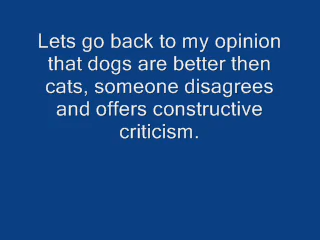 Lets go back to my opinion
that dogs are better then
cats, someone disagrees
and offers constructive
criticism.